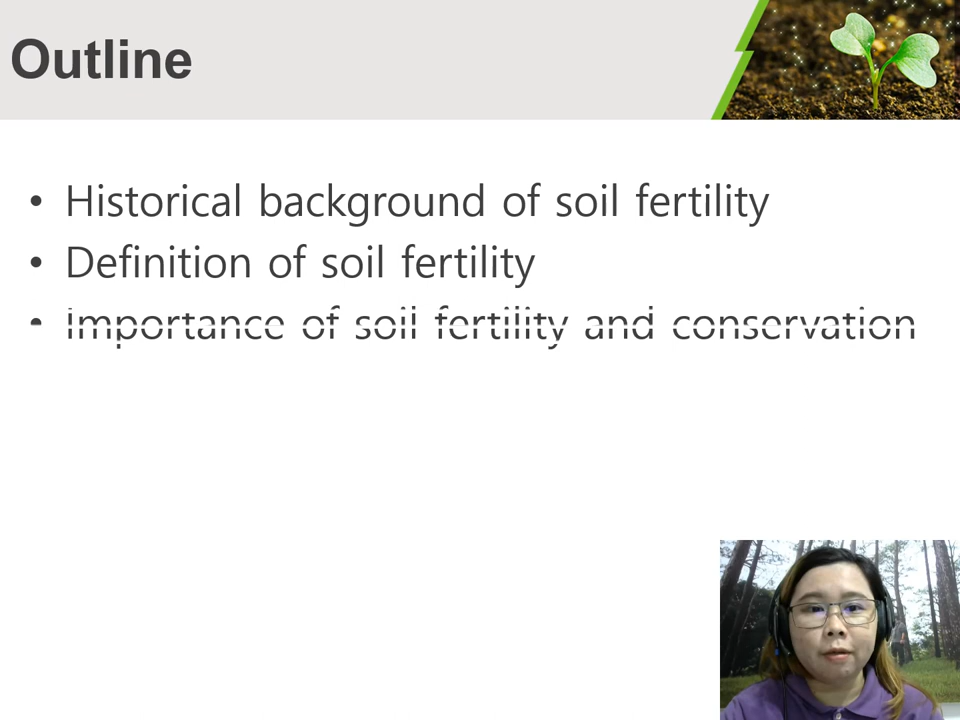 Outline
• Historical background of soil fertility
• Definition of soil fertility
• Importance of soil fertility and conservation